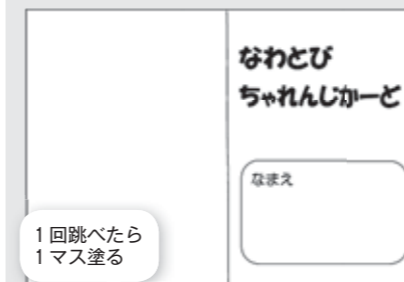 なわとび
ちゃれんじかーど
なまえ
1回跳べたら
1マス塗る